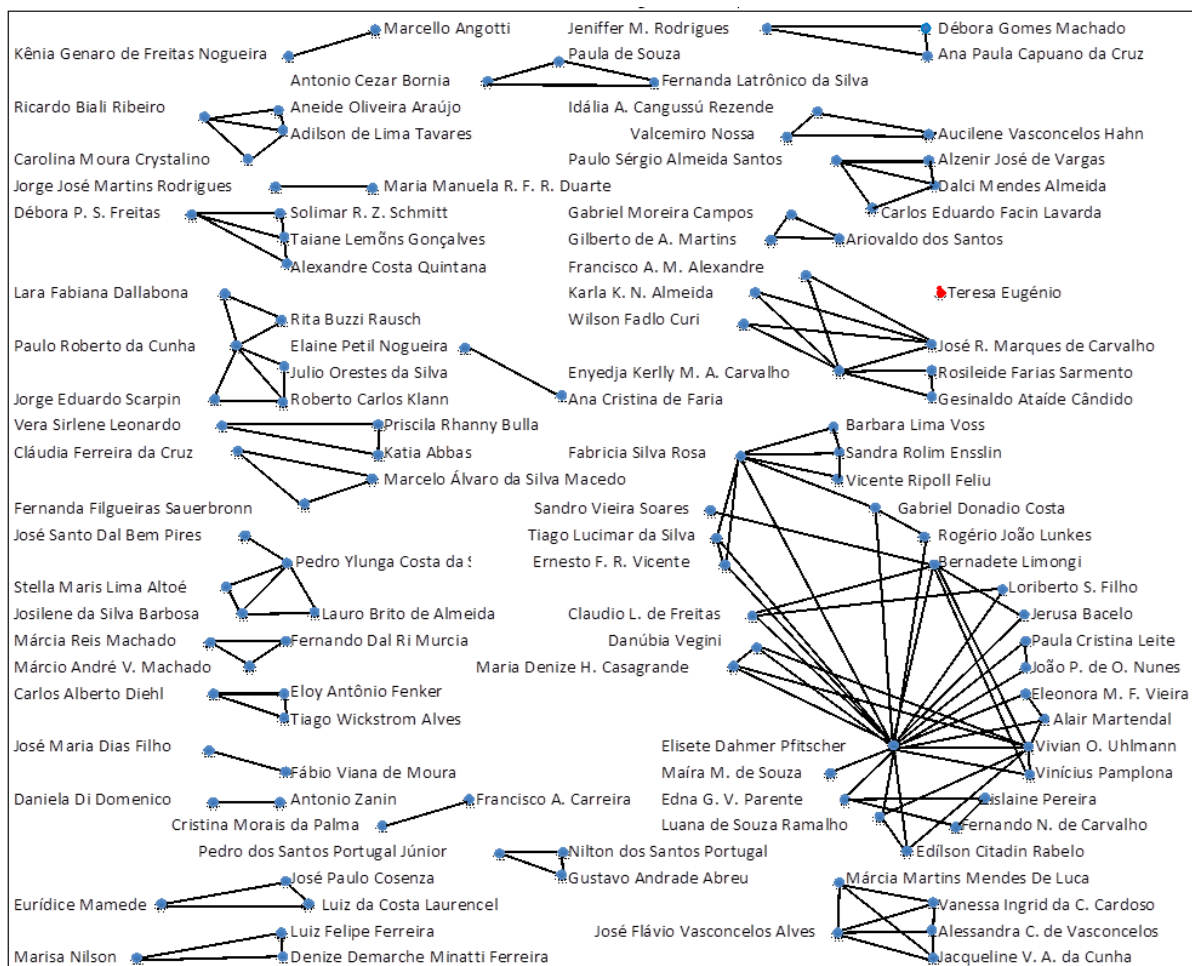 Marcello Angotti
Jeniffer M. Rodrigues
Débora Gomes Machado
Kênia Genaro de Freitas Nogueira
Paula de Souza
Ana Paula Capuano da Cruz
Antonio Cezar Bornia
Fernanda Latrônico da Silva
Ricardo Biali Ribeiro
Aneide Oliveira Araújo
Idália A. Cangussú Rezende
Adilson de Lima Tavares
Valcemiro Nossa
Aucilene Vasconcelos Hahn
Carolina Moura Crystalino
Paulo Sérgio Almeida Santos
Alzenir José de Vargas
Jorge José Martins Rodrigues
Maria Manuela R. F. R. Duarte
Dalci Mendes Almeida
Débora P. S. Freitas
Solimar R. Z. Schmitt
Gabriel Moreira Campos
Carlos Eduardo Facin Lavarda
Taiane Lemõns Gonçalves
Gilberto de A. Martins
Ariovaldo dos Santos
Alexandre Costa Quintana
Francisco A. M. Alexandre
Lara Fabiana Dallabona
Karla K. N. Almeida
Teresa Eugénio
Rita Buzzi Rausch
Wilson Fadlo Curi
Paulo Roberto da Cunha
Elaine Petil Nogueira
José R. Marques de Carvalho
Julio Orestes da Silva
Enyedja Kerlly M. A. Carvalho
Rosileide Farias Sarmento
Jorge Eduardo Scarpin
Roberto Carlos Klann
Ana Cristina de Faria
Gesinaldo Ataíde Cândido
Vera Sirlene Leonardo
Priscila Rhanny Bulla
Barbara Lima Voss
Cláudia Ferreira da Cruz
Katia Abbas
Fabricia Silva Rosa
Sandra Rolim Ensslin
Marcelo Álvaro da Silva Macedo
Vicente Ripoll Feliu
Fernanda Filgueiras Sauerbronn
Sandro Vieira Soares
Gabriel Donadio Costa
José Santo Dal Bem Pires
Tiago Lucimar da Silva
Rogério João Lunkes
Pedro Ylunga Costa da S
Ernesto F. R. Vicente
Bernadete Limongi
Stella Maris Lima Altoé
Loriberto S. Filho
Josilene da Silva Barbosa
Lauro Brito de Almeida
Claudio L. de Freitas
Jerusa Bacelo
Márcia Reis Machado
Fernando Dal Ri Murcia
Danúbia Vegini
Paula Cristina Leite
Márcio André V. Machado
Maria Denize H. Casagrande
João P. de O. Nunes
Carlos Alberto Diehl
Eloy Antônio Fenker
Eleonora M. F. Vieira
Tiago Wickstrom Alves
Alair Martendal
José Maria Dias Filho
Elisete Dahmer Pfitscher
Vivian O. Uhlmann
Fábio Viana de Moura
Maíra M. de Souza
Vinícius Pamplona
Daniela Di Domenico
Antonio Zanin
Francisco A. Carreira
Edna G. V. Parente
Lislaine Pereira
Cristina Morais da Palma
Luana de Souza Ramalho
Fernando N. de Carvalho
Pedro dos Santos Portugal Júnior
Nilton dos Santos Portugal
Edílson Citadin Rabelo
José Paulo Cosenza
Gustavo Andrade Abreu
Márcia Martins Mendes De Luca
Eurídice Mamede
Luiz da Costa Laurencel
Vanessa Ingrid da C. Cardoso
Luiz Felipe Ferreira
José Flávio Vasconcelos Alves
Alessandra C. de Vasconcelos
Marisa Nilson
Denize Demarche Minatti Ferreira
Jacqueline V. A. da Cunha